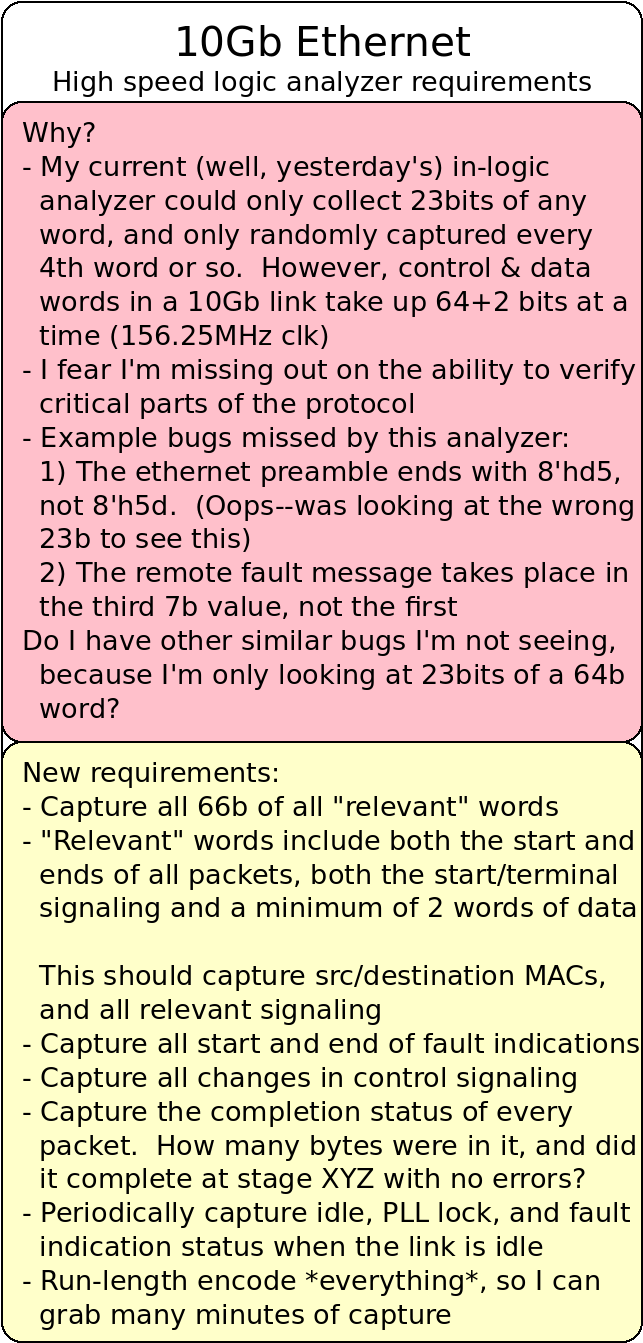 10Gb Ethernet
High speed logic analyzer requirements
Why?
- My current (well, yesterday's) in-logic
analyzer could only collect 23bits of any
word, and only randomly captured every
4th word or so.  However, control & data
words in a 10Gb link take up 64+2 bits at a
time (156.25MHz clk)
- I fear I'm missing out on the ability to verify
critical parts of the protocol
- Example bugs missed by this analyzer:
1) The ethernet preamble ends with 8'hd5,
not 8'h5d.  (Oops--was looking at the wrong
23b to see this)
2) The remote fault message takes place in
the third 7b value, not the first
Do I have other similar bugs I'm not seeing,
because I'm only looking at 23bits of a 64b
word?
New requirements:
- Capture all 66b of all "relevant" words
- "Relevant" words include both the start and
ends of all packets, both the start/terminal
signaling and a minimum of 2 words of data
This should capture src/destination MACs,
and all relevant signaling
- Capture all start and end of fault indications
- Capture all changes in control signaling
- Capture the completion status of every
packet.  How many bytes were in it, and did
it complete at stage XYZ with no errors?
- Periodically capture idle, PLL lock, and fault
indication status when the link is idle
- Run-length encode *everything*, so I can
grab many minutes of capture